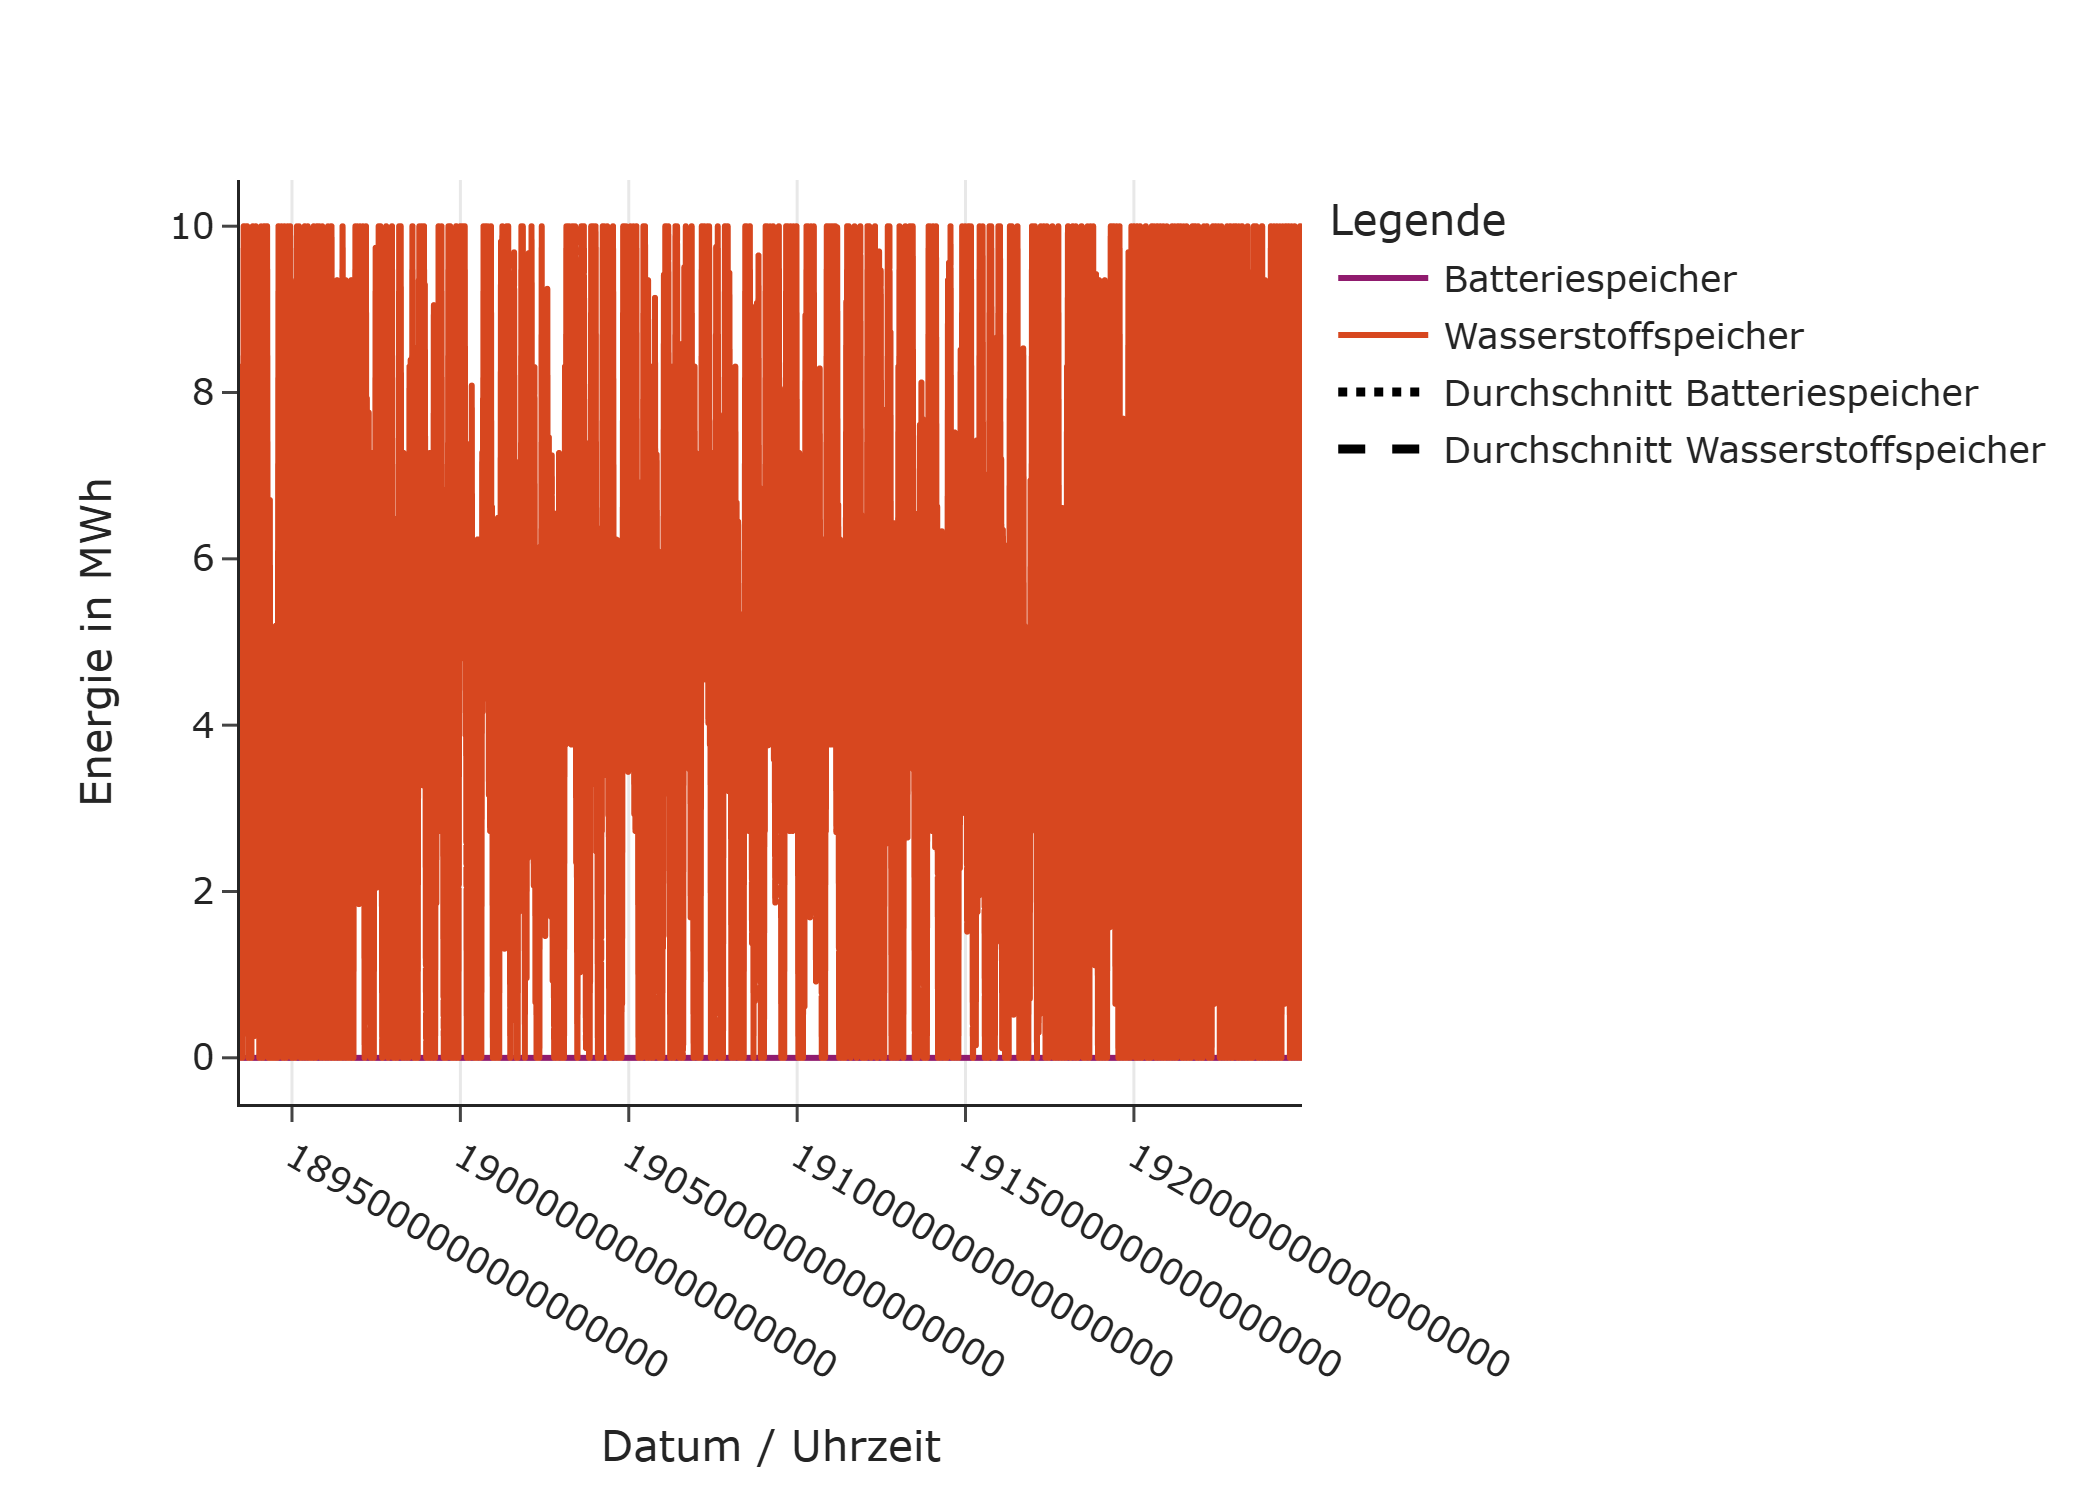 Legende
Batteriespeicher
Wasserstoffspeicher
Durchschnitt Batteriespeicher
Durchschnitt Wasserstoffspeicher
Energie in MWh
10
8
6
4
2
0
1895000000000000000
1900000000000000000
1905000000000000000
1910000000000000000
1915000000000000000
1920000000000000000
Datum / Uhrzeit